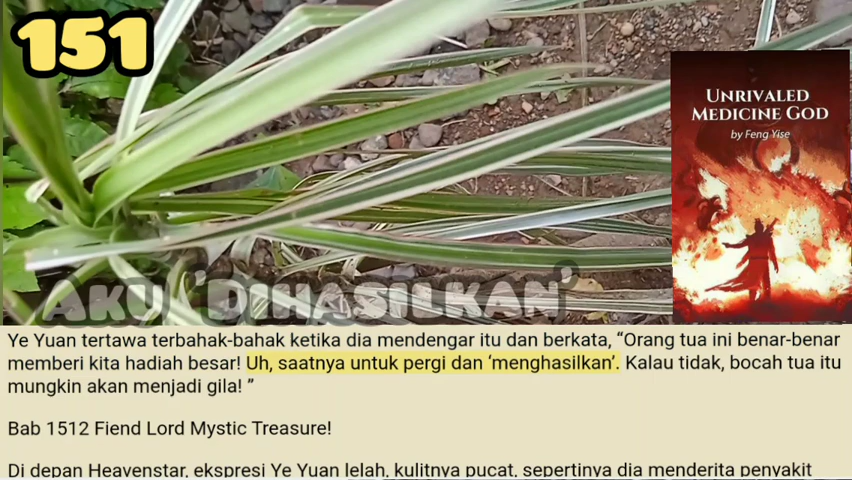 151
UNRIVALED
MEDICINE GOD
by Feng Yise
AKU 'DIHASILKAN'
Ye Yuan tertawa terbahak-bahak ketika dia mendengar itu dan berkata, “Orang tua ini benar-benar
memberi kita hadiah besar! Uh, saatnya untuk pergi dan ‘menghasilkan’. Kalau tidak, bocah tua itu
mungkin akan menjadi gila! ”
Bab 1512 Fiend Lord Mystic Treasure!
Di depan Heavenstar, ekspresi Ye Yuan lelah, kulitnya pucat, sepertinya dia menderita penyakit